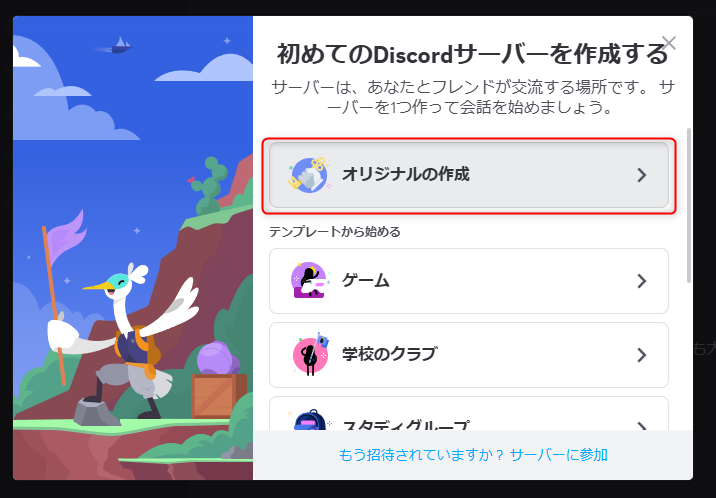 初めてのDiscordサーバーを作成する
サーバーは、あなたとフレンドが交流する場所です。 サ
ーバーを1つ作って会話を始めましょう。
オリジナルの作成
テンプレートから始める
ゲーム
学校のクラブ
スタディグループ
もう招待されていますか？ サーバーに参加